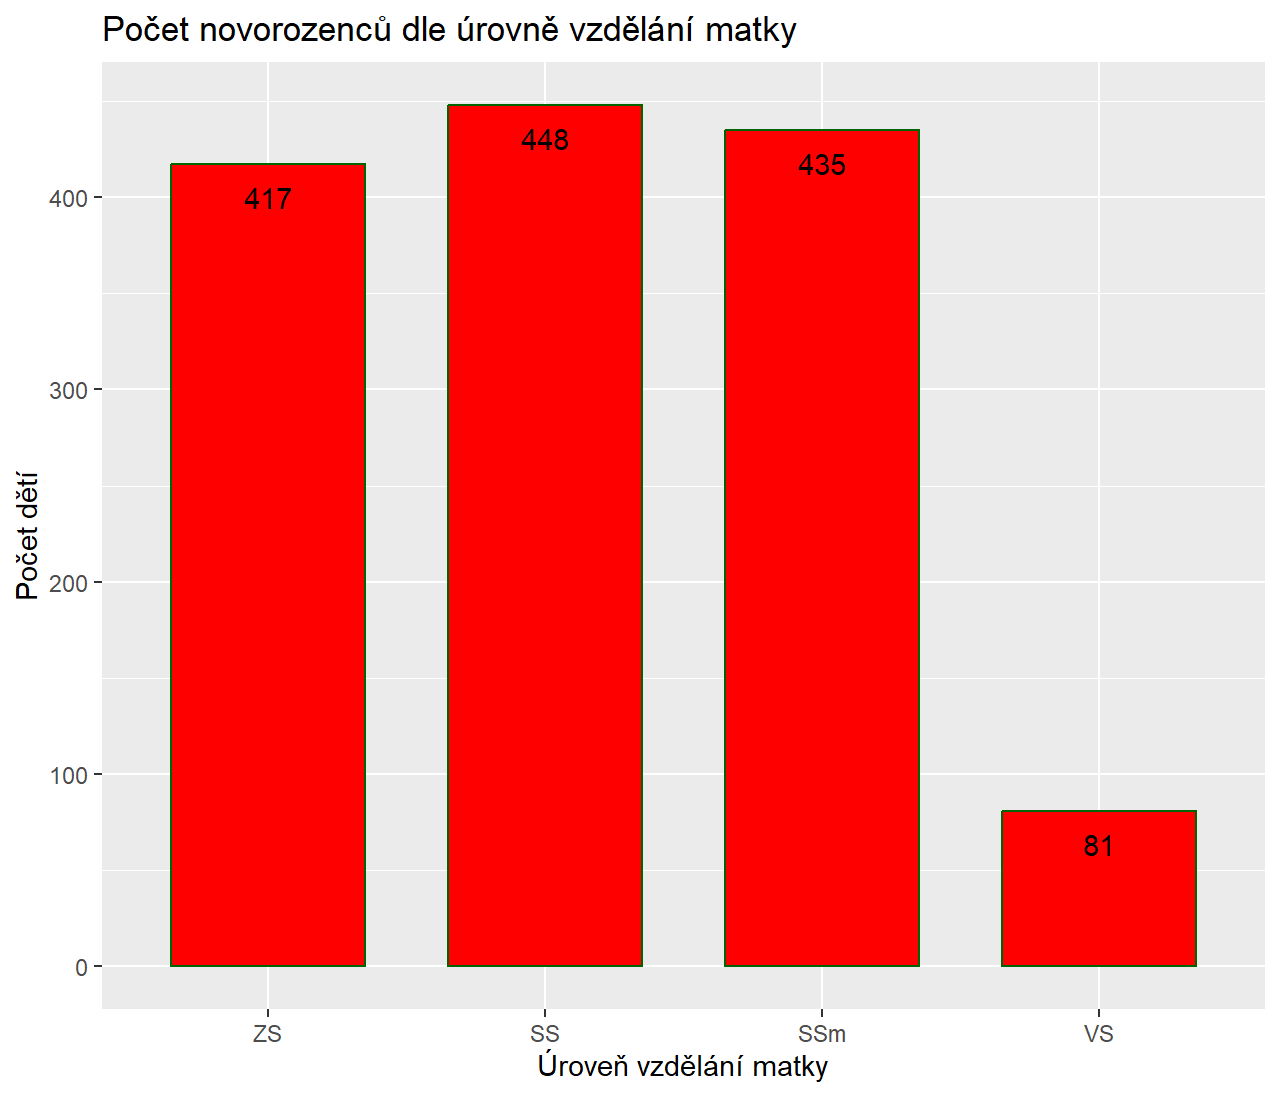 Počet novorozenců dle úrovně vzdělání matky
448
435
417
81
400
300
200
100
0
Počet dětí
ZS SS SSm VS
Úroveň vzdělání matky